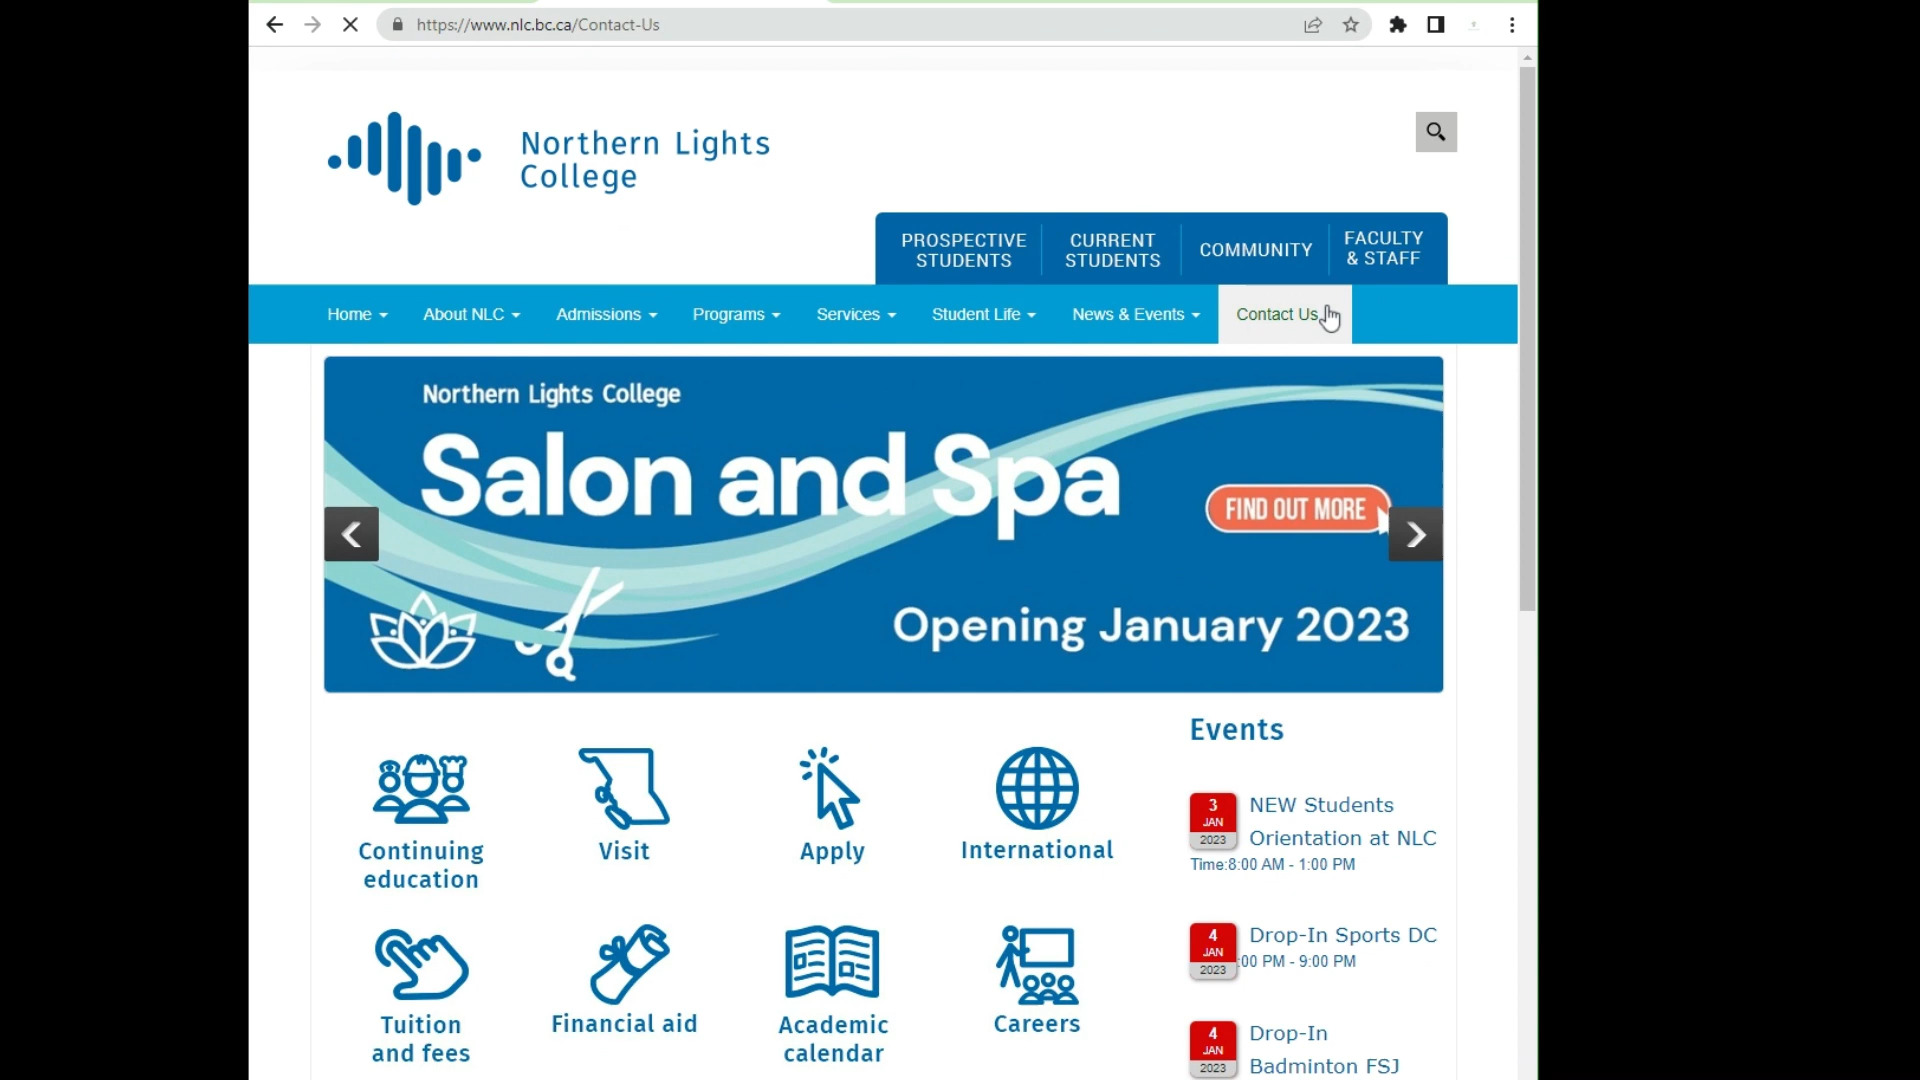 https://www.nlc.bc.ca/Contact-Us
Northern Lights
College
PROSPECTIVE
STUDENTS
CURRENT
STUDENTS
COMMUNITY
FACULTY
& STAFF
Home
About NLC
Admissions
Programs
Services
Student Life
News & Events
Contact Us
Northern Lights College
Salon and Spa
FIND OUT MORE
Opening January 2023
Continuing
education
Visit
Apply
International
Tuition
and fees
Financial aid
Academic
calendar
Careers
Events
3
JAN
2023
NEW Students
Orientation at NLC
Time:8:00 AM - 1:00 PM
4
JAN
2023
Drop-In Sports DC
:00 PM - 9:00 PM
4
JAN
2023
Drop-In
Badminton FSJ